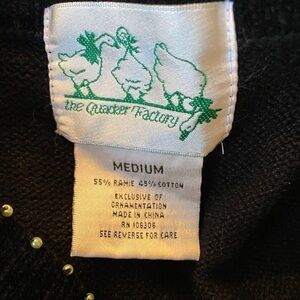 the Quacker Factory
MEDIUM
55% RAMIE 45% COTTON
EXCLUSIVE OF
ORNAMENTATION
MADE IN CHINA
RN 106306
SEE REVERSE FOR CARE